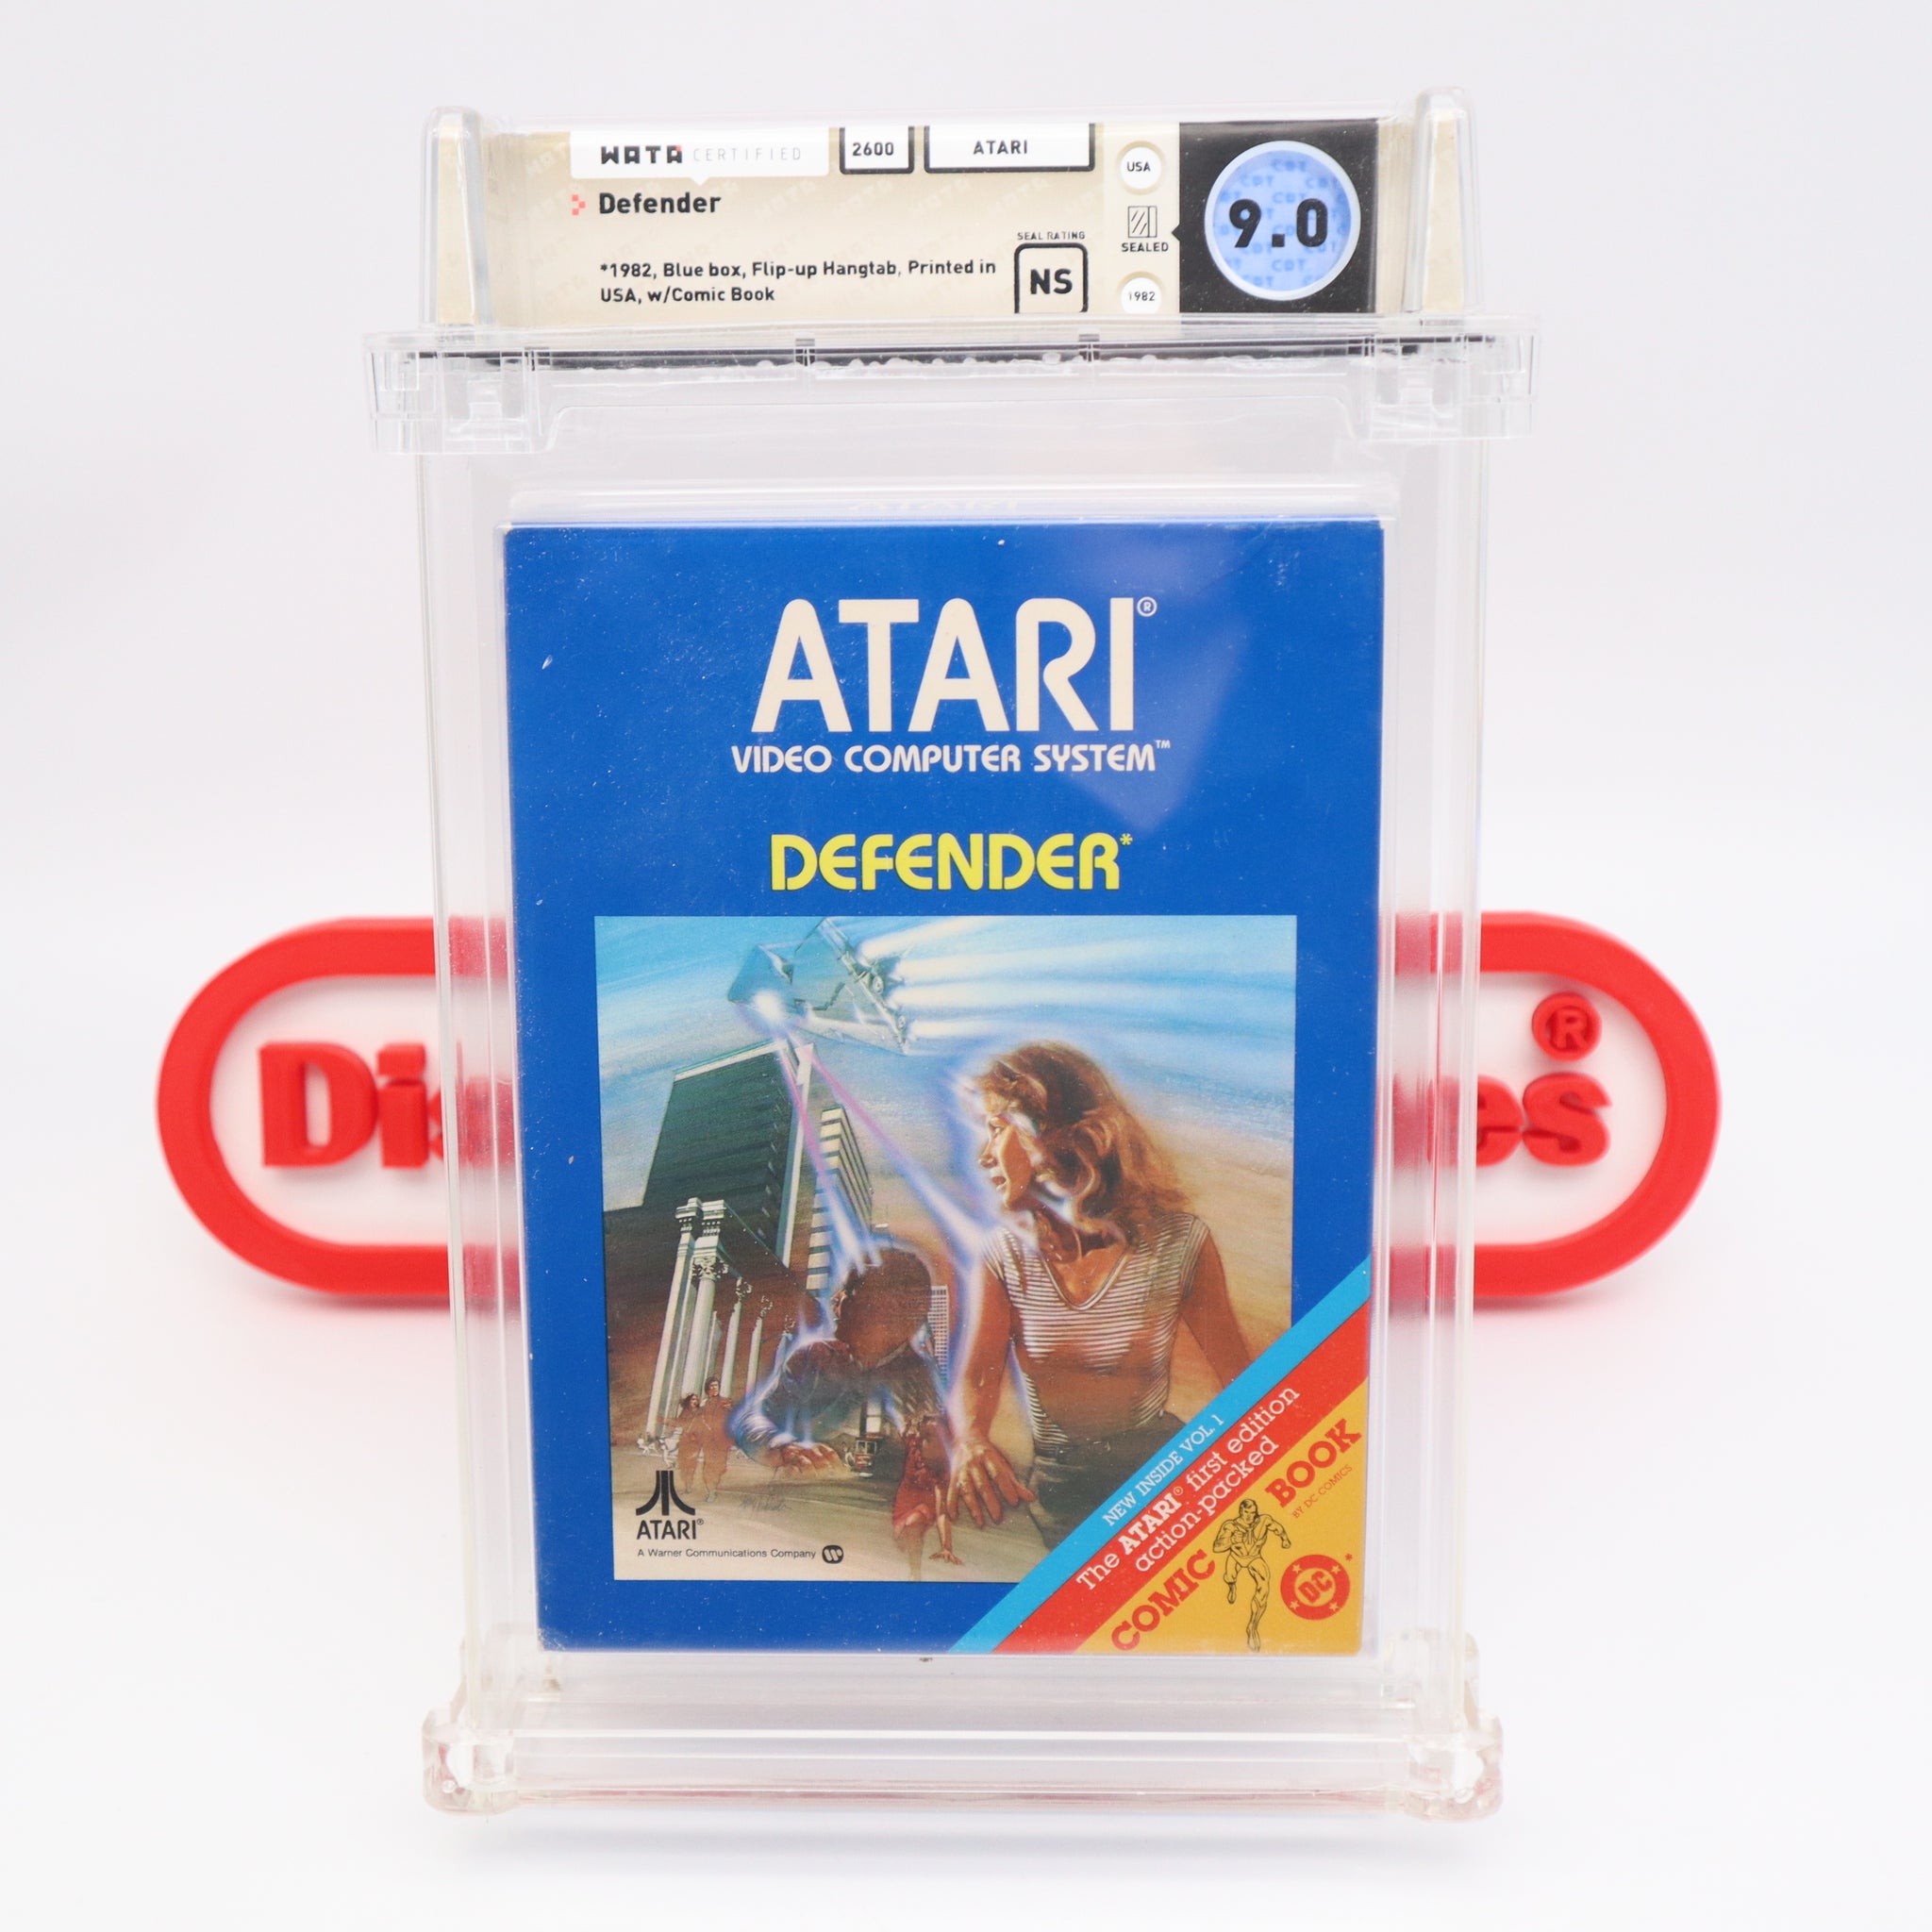 WATA CERTIFIED
2600
ATARI
USA
Defender
SEALED
9.0
SEAL RATING
NS
*1982, Blue box, Flip-up Hangtab, Printed in
USA, w/Comic Book
1982
ATARI®
VIDEO COMPUTER SYSTEM™
DEFENDER*
®
ATARI®
A Warner Communications Company
NEW INSIDE VOL. 1
The ATARI® first edition
action-packed
COMIC BOOK
BY DC COMICS
DC